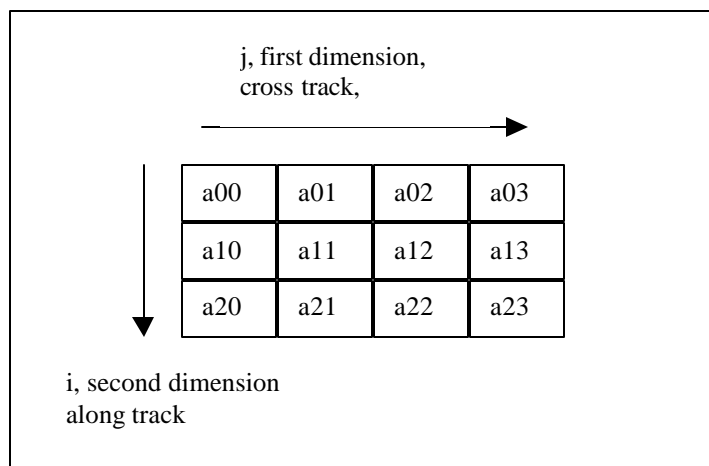 j, first dimension,
cross track,
a00 a01 a02 a03
a10 a11 a12 a13
a20 a21 a22 a23
i, second dimension
along track